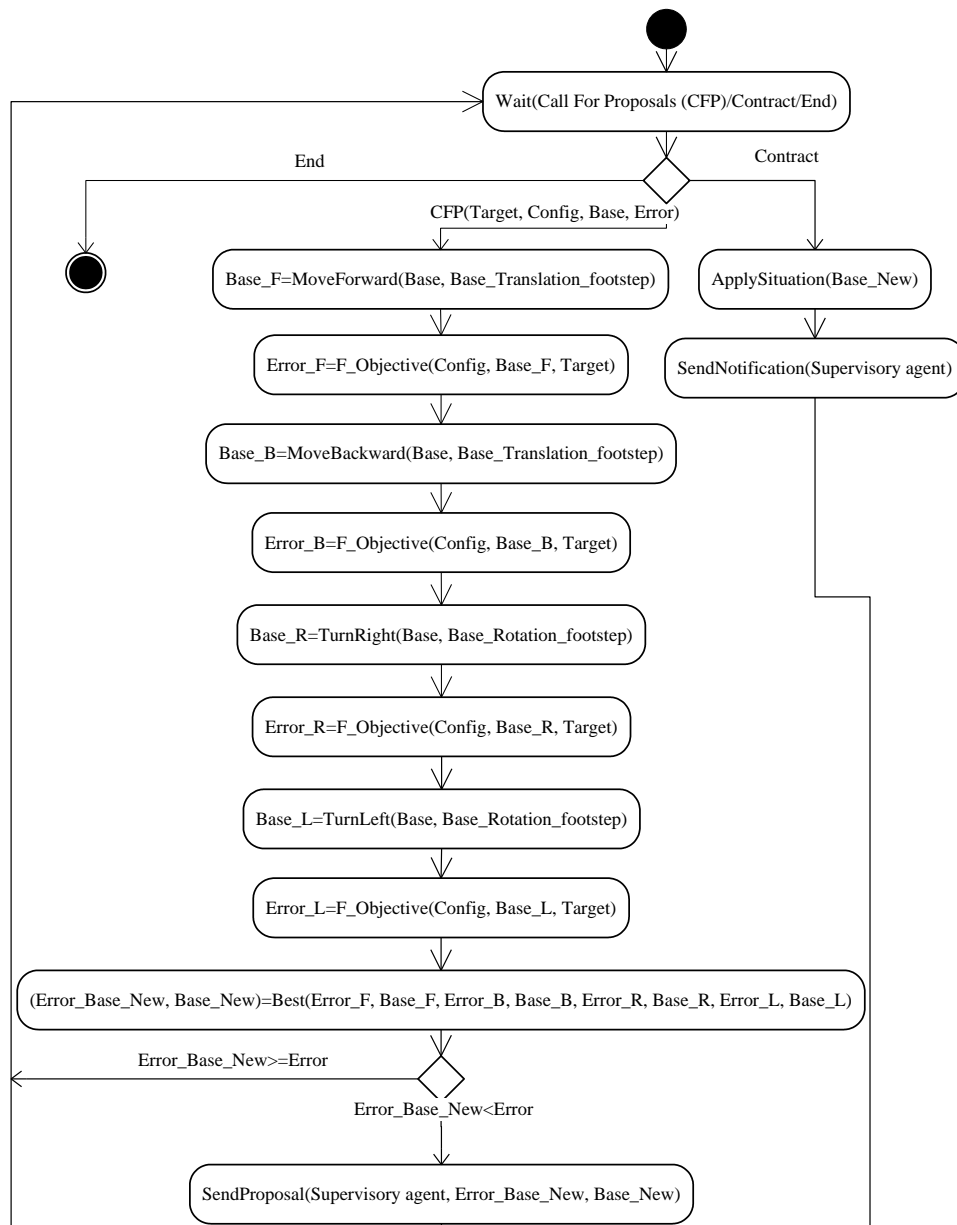 Wait(Call For Proposals (CFP)/Contract/End)
End
Contract
CFP(Target, Config, Base, Error)
Base_F=MoveForward(Base, Base_Translation_footstep)
ApplySituation(Base_New)
Error_F=F_Objective(Config, Base_F, Target)
SendNotification(Supervisory agent)
Base_B=MoveBackward(Base, Base_Translation_footstep)
Error_B=F_Objective(Config, Base_B, Target)
Base_R=TurnRight(Base, Base_Rotation_footstep)
Error_R=F_Objective(Config, Base_R, Target)
Base_L=TurnLeft(Base, Base_Rotation_footstep)
Error_L=F_Objective(Config, Base_L, Target)
(Error_Base_New, Base_New)=Best(Error_F, Base_F, Error_B, Base_B, Error_R, Base_R, Error_L, Base_L)
Error_Base_New>=Error
Error_Base_New<Error
SendProposal(Supervisory agent, Error_Base_New, Base_New)